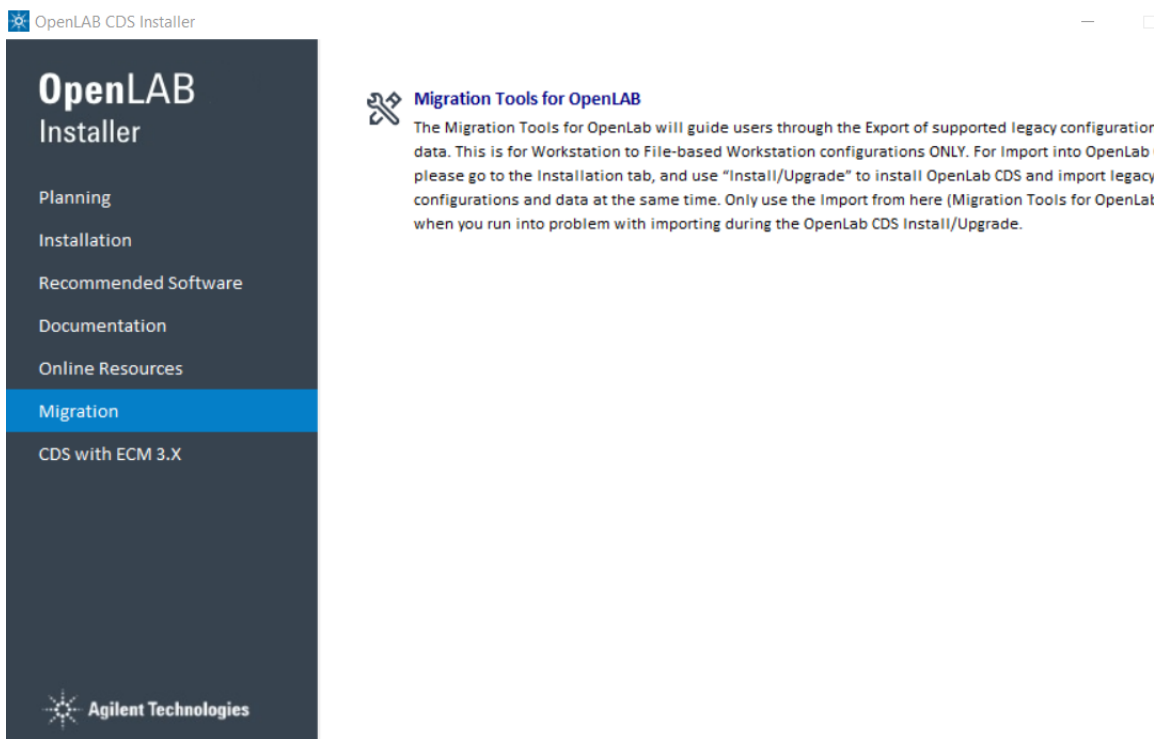 OpenLAB CDS Installer
OpenLAB
Installer
Planning
Installation
Recommended Software
Documentation
Online Resources
Migration
CDS with ECM 3.X
Agilent Technologies
Migration Tools for OpenLAB
The Migration Tools for OpenLab will guide users through the Export of supported legacy configuration
data. This is for Workstation to File-based Workstation configurations ONLY. For Import into OpenLab
please go to the Installation tab, and use “Install/Upgrade” to install OpenLab CDS and import legacy
configurations and data at the same time. Only use the Import from here (Migration Tools for OpenLab
when you run into problem with importing during the OpenLab CDS Install/Upgrade.